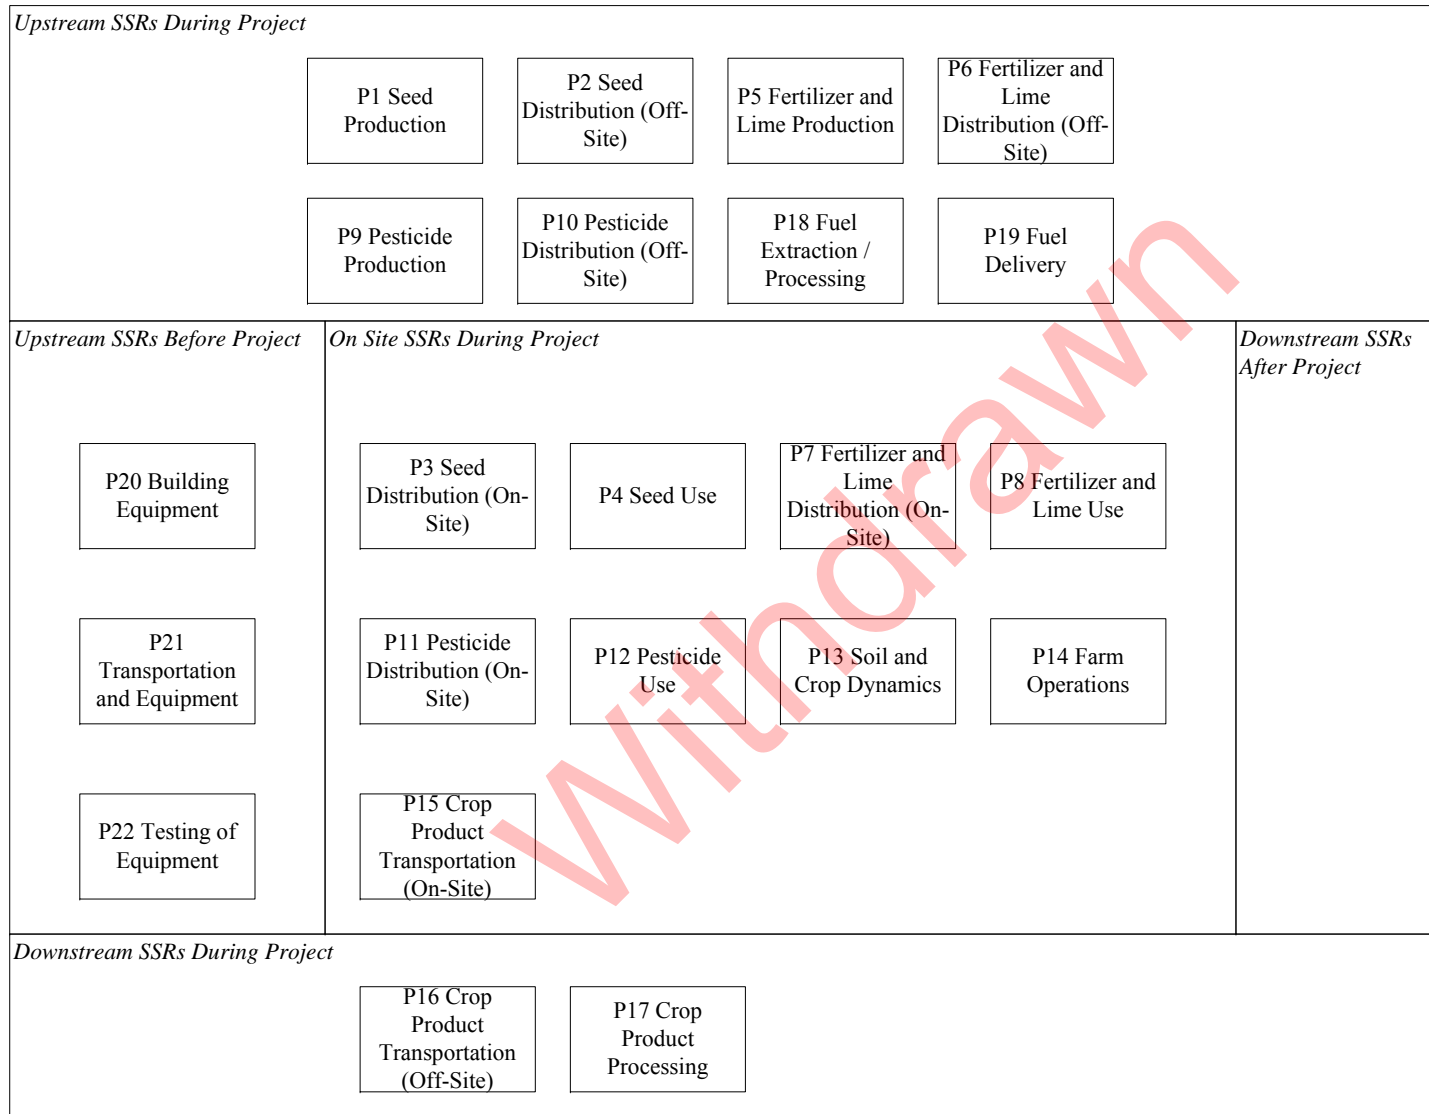 Upstream SSRs During Project
P1 Seed
Production
P2 Seed
Distribution (Off-
Site)
P5 Fertilizer and
Lime Production
P6 Fertilizer and
Lime
Distribution (Off-
Site)
P9 Pesticide
Production
P10 Pesticide
Distribution (Off-
Site)
P18 Fuel
Extraction /
Processing
P19 Fuel
Delivery
Upstream SSRs Before Project
P20 Building
Equipment
P21
Transportation
and Equipment
P22 Testing of
Equipment
On Site SSRs During Project
P3 Seed
Distribution (On-
Site)
P4 Seed Use
P7 Fertilizer and
Lime
Distribution (On-
Site)
P8 Fertilizer and
Lime Use
P11 Pesticide
Distribution (On-
Site)
P12 Pesticide
Use
P13 Soil and
Crop Dynamics
P14 Farm
Operations
P15 Crop
Product
Transportation
(On-Site)
Downstream SSRs
After Project
Downstream SSRs During Project
P16 Crop
Product
Transportation
(Off-Site)
P17 Crop
Product
Processing
Withdrawn